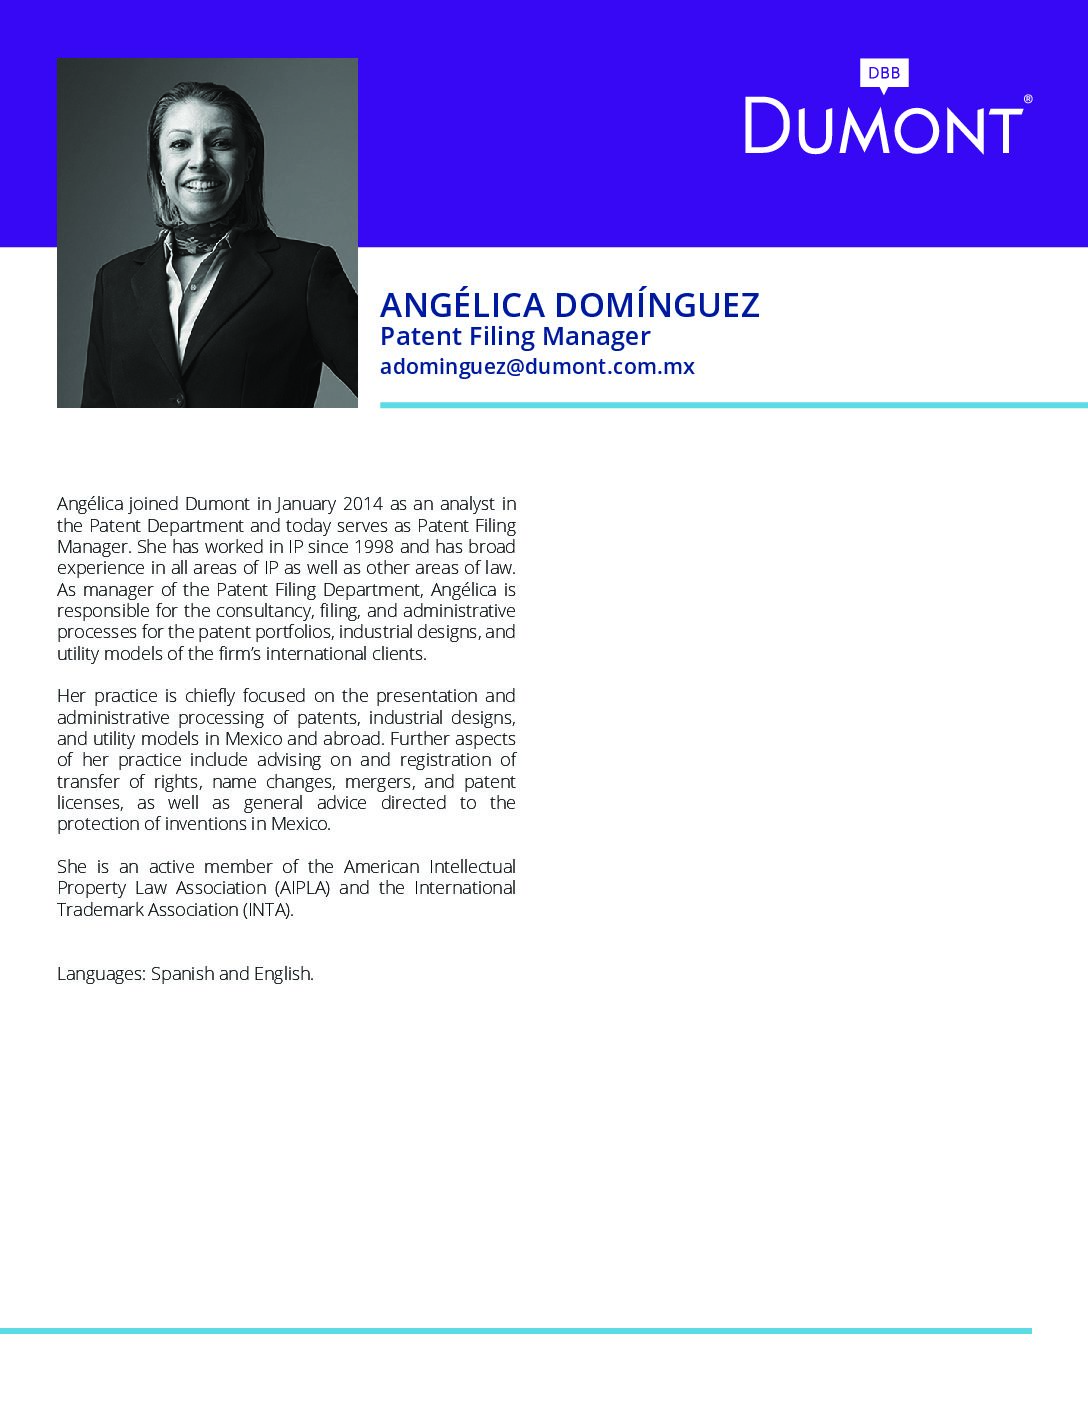 DBB
DUMONT®
ANGÉLICA DOMÍNGUEZ
Patent Filing Manager
adominguez@dumont.com.mx
Angélica joined Dumont in January 2014 as an analyst in
the Patent Department and today serves as Patent Filing
Manager. She has worked in IP since 1998 and has broad
experience in all areas of IP as well as other areas of law.
As manager of the Patent Filing Department, Angélica is
responsible for the consultancy, filing, and administrative
processes for the patent portfolios, industrial designs, and
utility models of the firm’s international clients.
Her practice is chiefly focused on the presentation and
administrative processing of patents, industrial designs,
and utility models in Mexico and abroad. Further aspects
of her practice include advising on and registration of
transfer of rights, name changes, mergers, and patent
licenses, as well as general advice directed to the
protection of inventions in Mexico.
She is an active member of the American Intellectual
Property Law Association (AIPLA) and the International
Trademark Association (INTA).
Languages: Spanish and English.